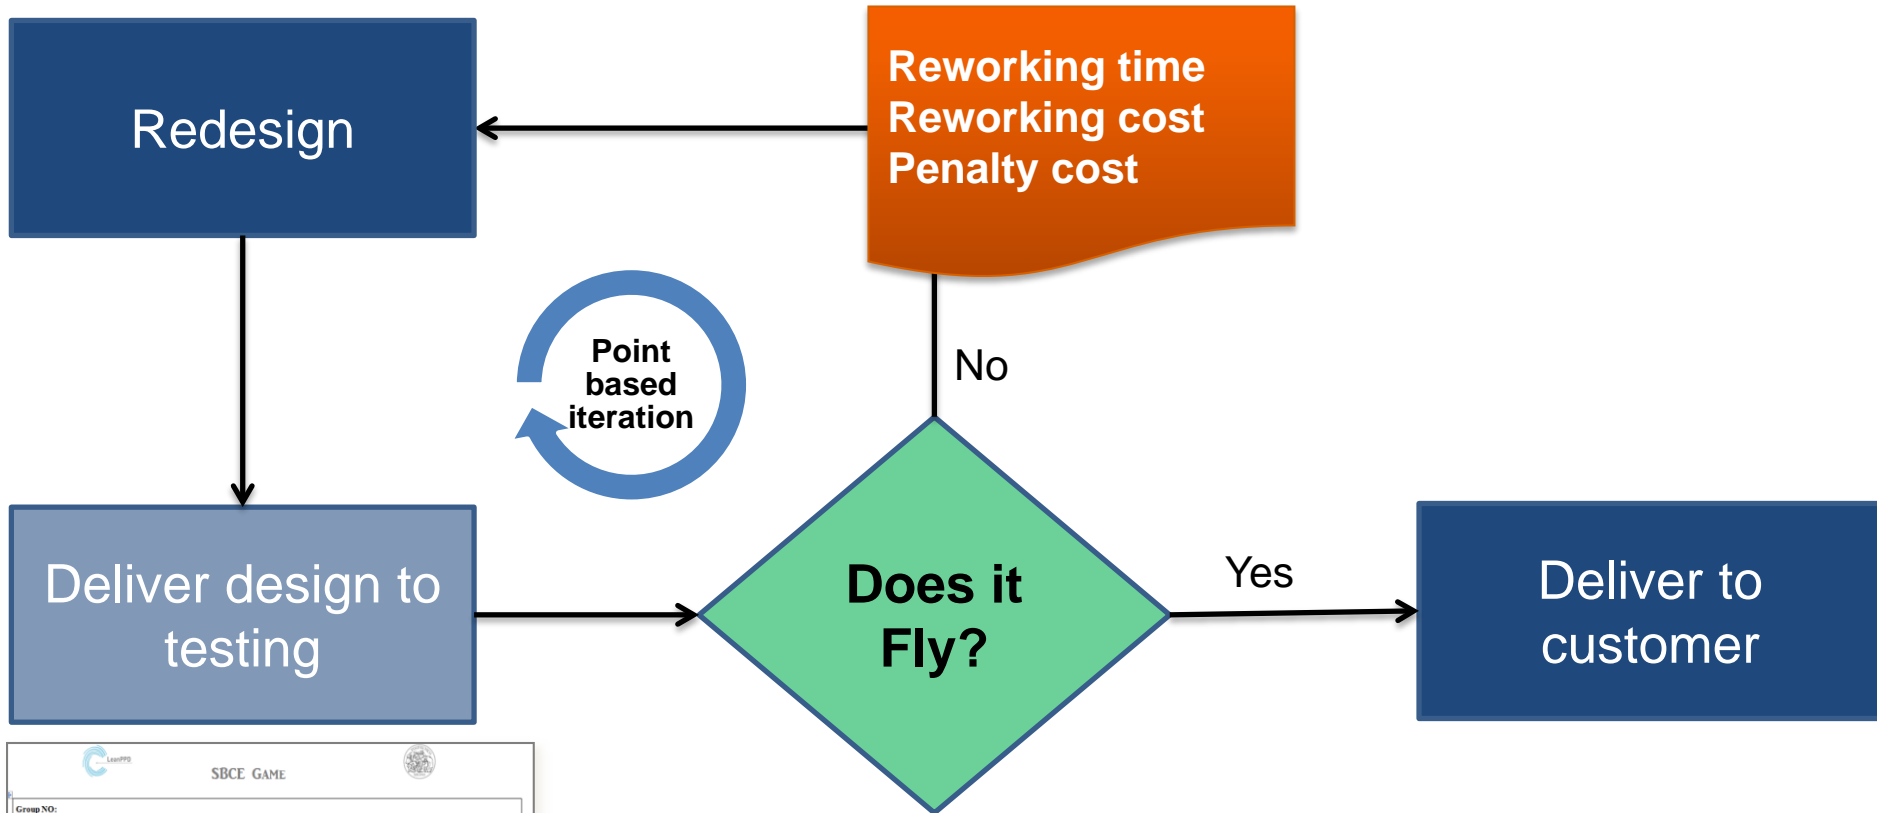 Redesign
Reworking time
Reworking cost
Penalty cost
Point
based
iteration
No
Deliver design to
testing
Does it
Fly?
Yes
Deliver to
customer
LeanPPD
SBCE GAME
Group NO: